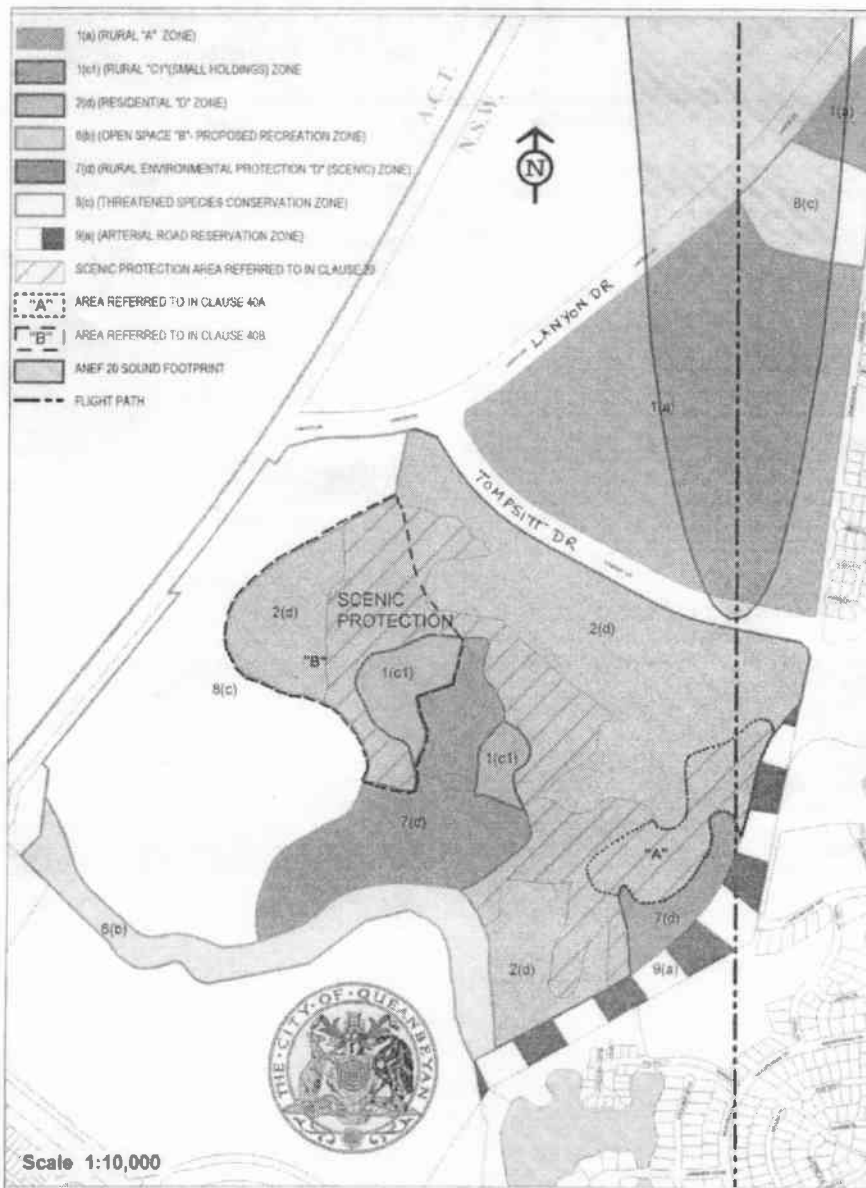 1(a) (RURAL "A" ZONE)
1(c1) (RURAL "C1"(SMALL HOLDINGS) ZONE
2(d) (RESIDENTIAL "D" ZONE)
6(b) (OPEN SPACE "B"- PROPOSED RECREATION ZONE)
7(d) (RURAL ENVIRONMENTAL PROTECTION "D" (SCENIC) ZONE)
8(c) (THREATENED SPECIES CONSERVATION ZONE)
9(a) (ARTERIAL ROAD RESERVATION ZONE)
SCENIC PROTECTION AREA REFERRED TO IN CLAUSE 20
"A" AREA REFERRED TO IN CLAUSE 40A
"B" AREA REFERRED TO IN CLAUSE 40B
ANEF 20 SOUND FOOTPRINT
FLIGHT PATH
A.C.T.
N.S.W.
N
1(a)
8(c)
LANYON DR
1(a)
TOMPSITT DR
2(d)
SCENIC
PROTECTION
2(d)
"B"
8(c)
1(c1)
1(c1)
7(d)
"A"
7(d)
6(b)
2(d)
9(a)
THE · CITY · OF · QUEANBEYAN
Scale 1:10,000